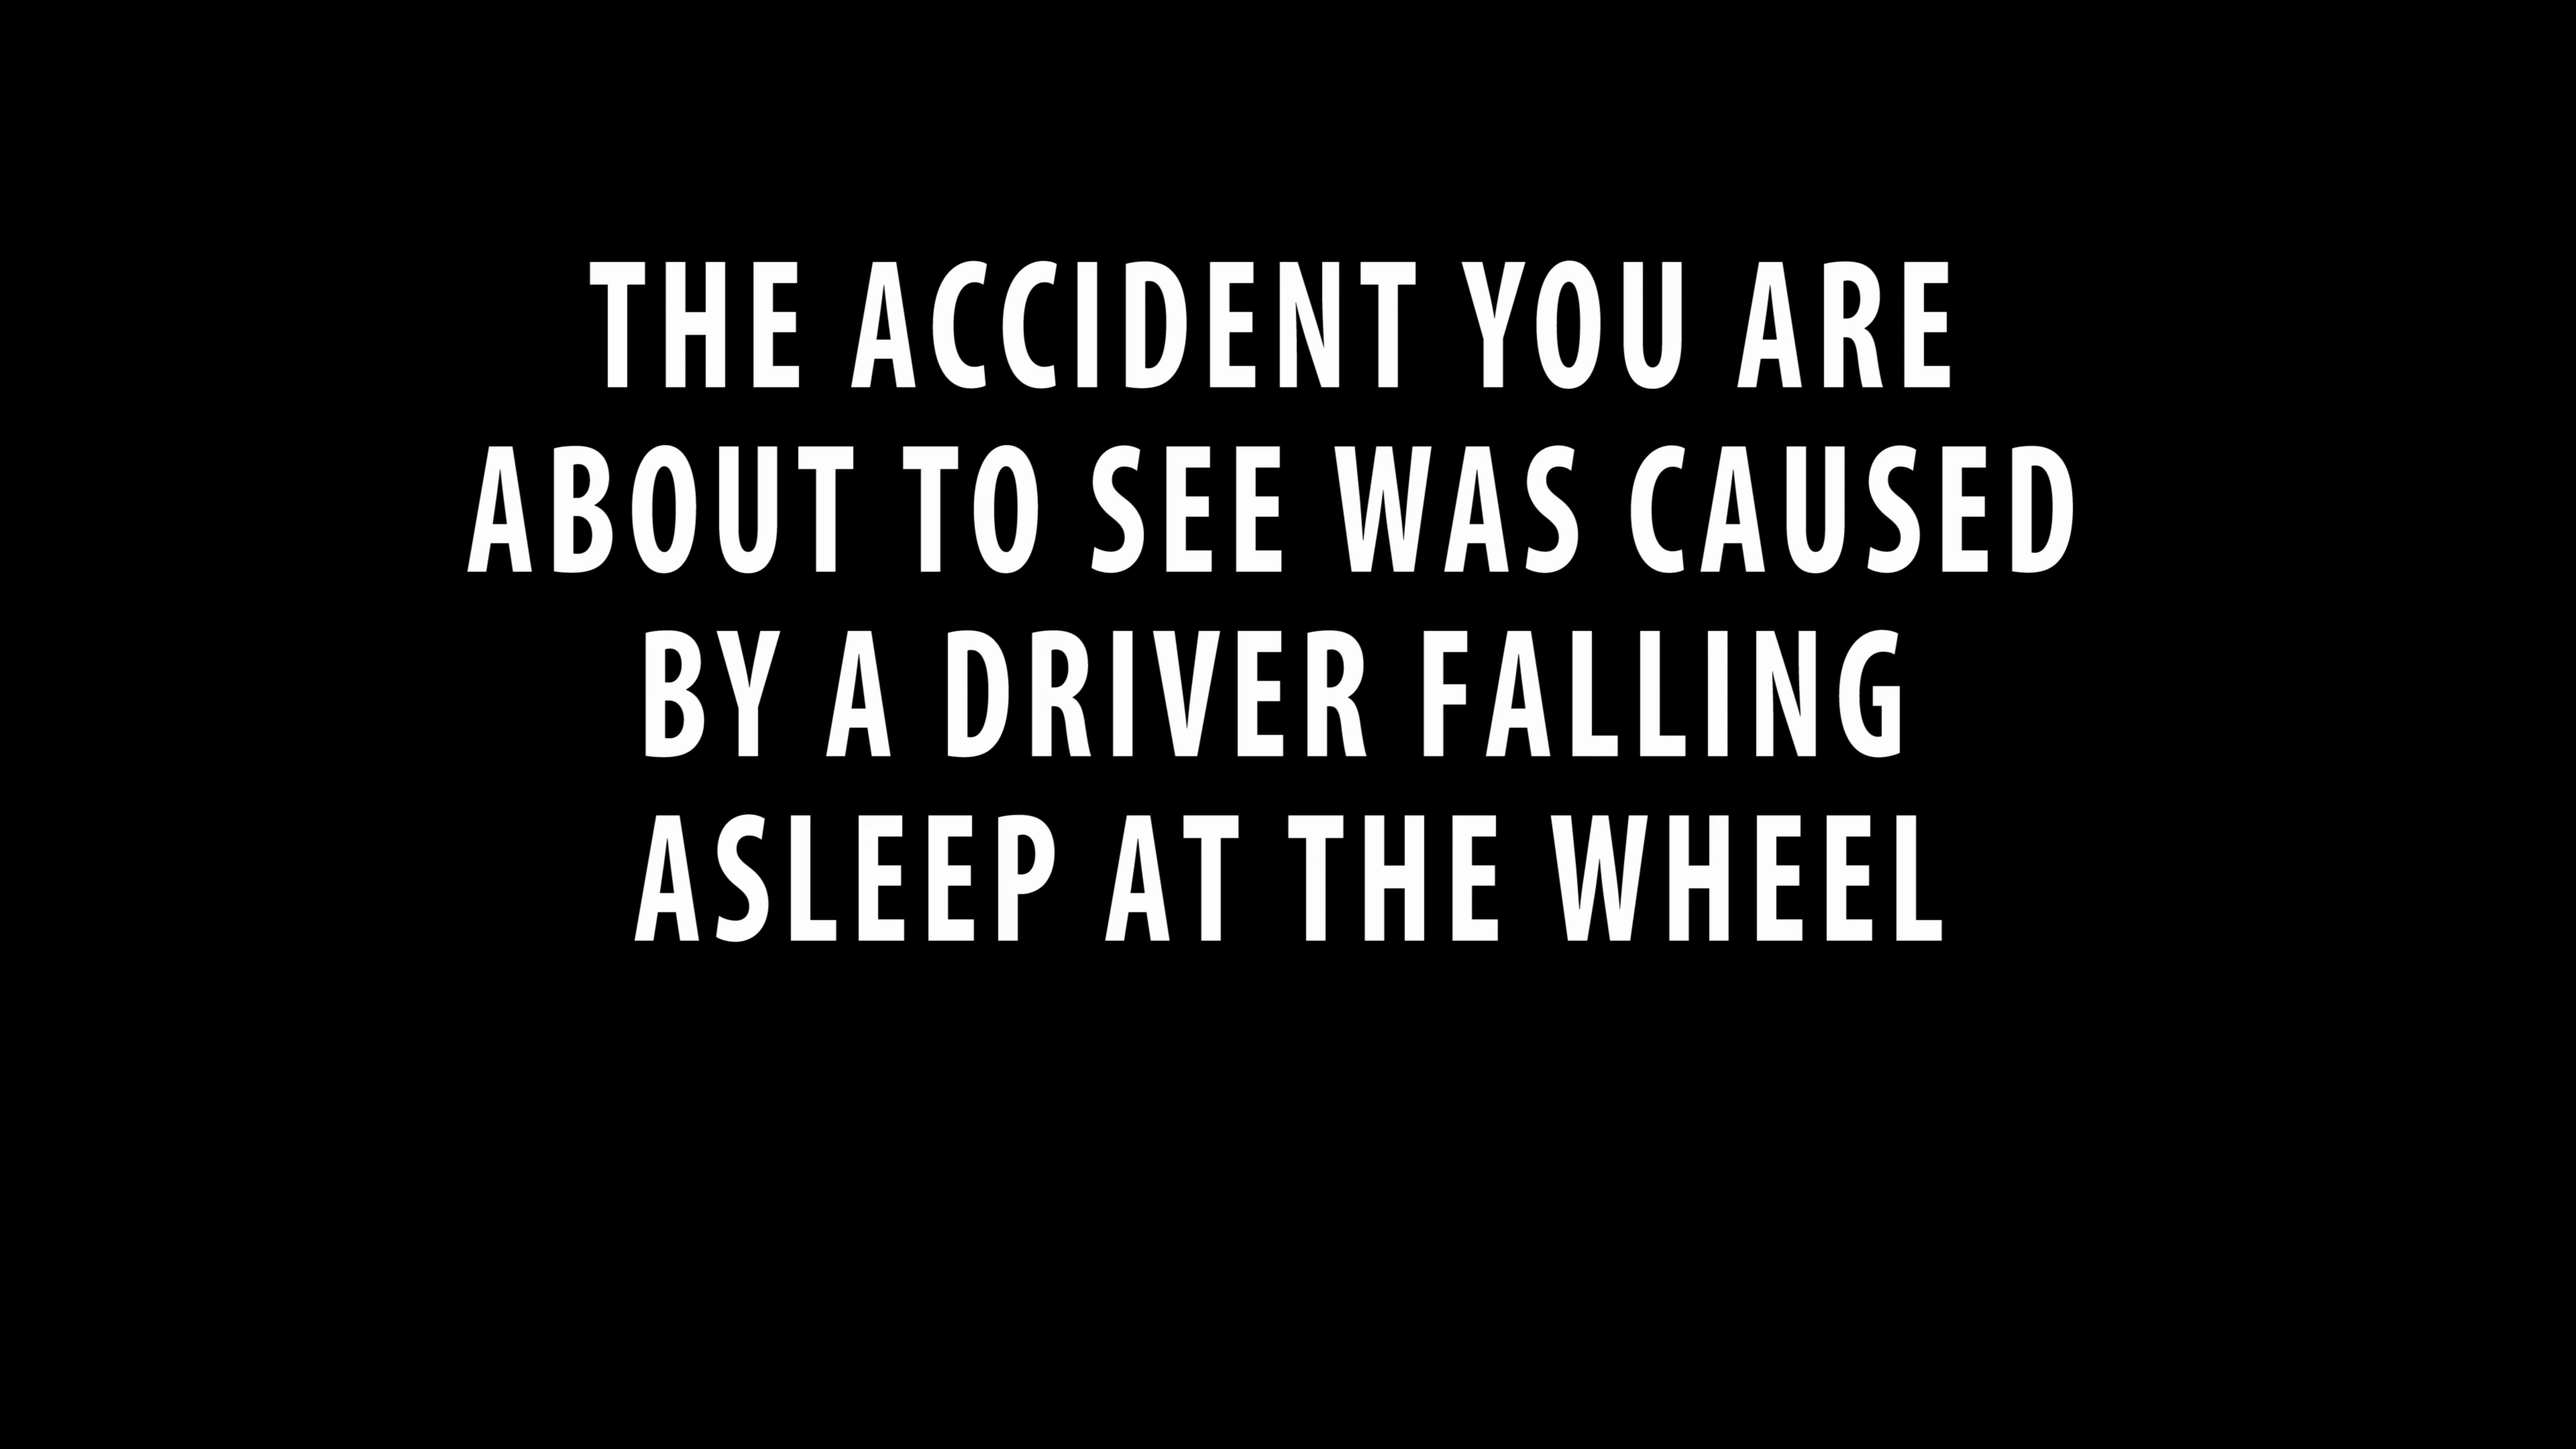 THE ACCIDENT YOU ARE
ABOUT TO SEE WAS CAUSED
BY A DRIVER FALLING
ASLEEP AT THE WHEEL